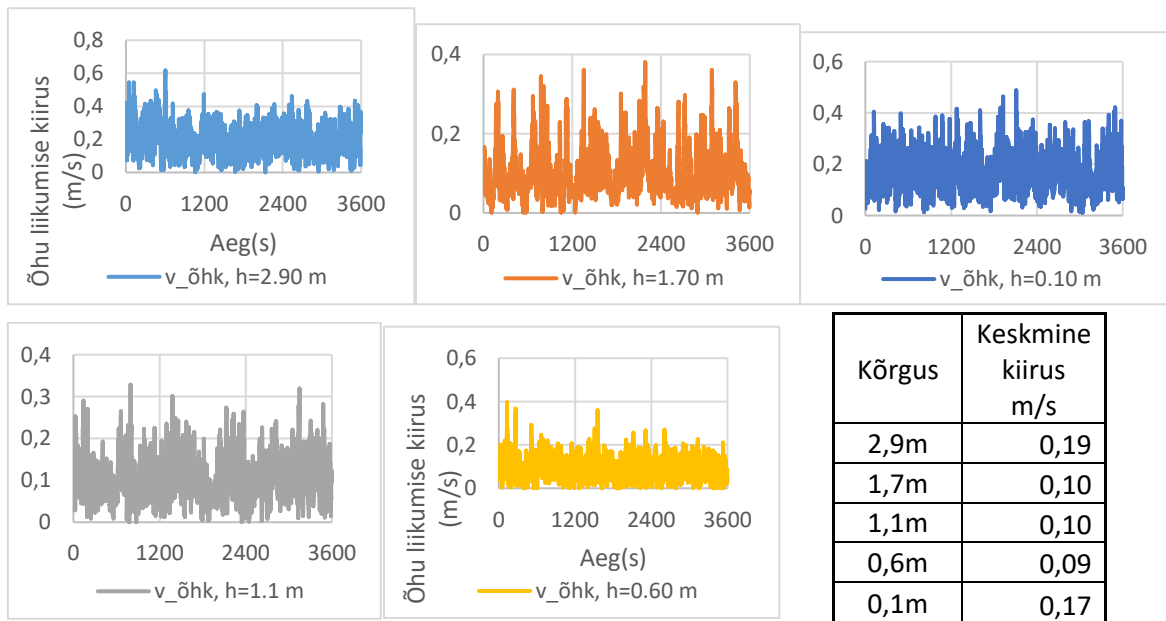 0,8
0,6
0,4
0,2
0
0
1200
2400
3600
Õhu liikumise kiirus
(m/s)
Aeg(s)
v_õhk, h=2.90 m
0,4
0,2
0
0
1200
2400
3600
v_õhk, h=1.70 m
0,6
0,4
0,2
0
0
1200
2400
3600
v_õhk, h=0.10 m
0,4
0,3
0,2
0,1
0
0
1200
2400
3600
v_õhk, h=1.1 m
0,6
0,4
0,2
0
0
1200
2400
3600
Õhu liikumise kiirus
(m/s)
Aeg(s)
v_õhk, h=0.60 m
Kõrgus
Keskmine
kiirus
m/s
2,9m 0,19
1,7m 0,10
1,1m 0,10
0,6m 0,09
0,1m 0,17